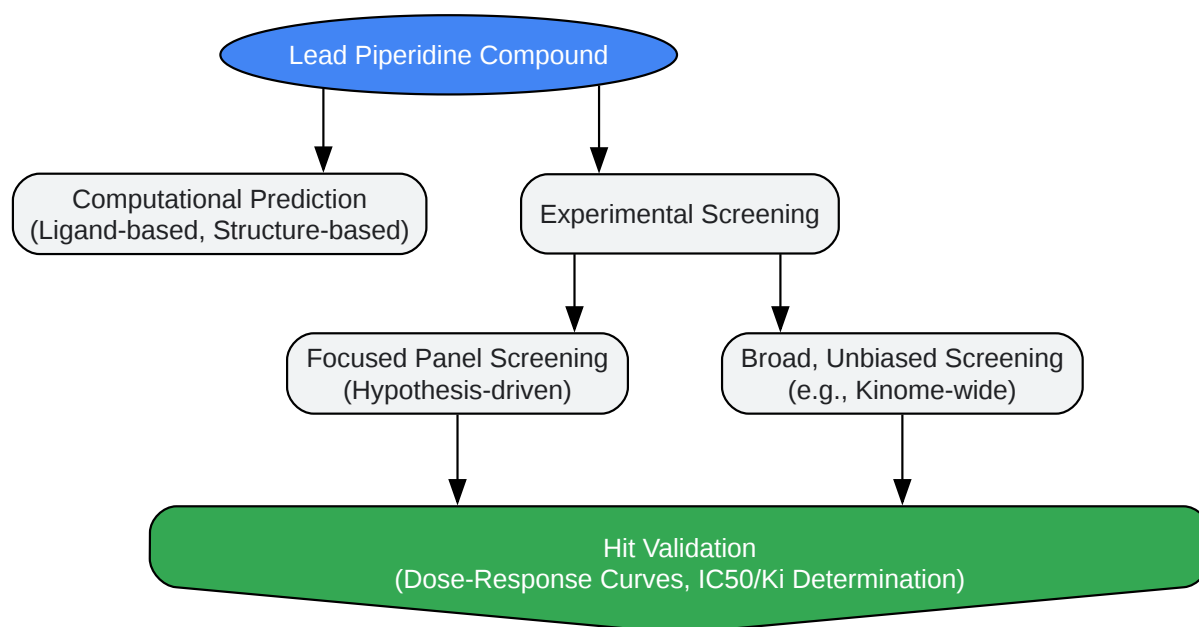 Lead Piperidine Compound
Computational Prediction
(Ligand-based, Structure-based)
Experimental Screening
Focused Panel Screening
(Hypothesis-driven)
Broad, Unbiased Screening
(e.g., Kinome-wide)
Hit Validation
(Dose-Response Curves, IC50/Ki Determination)